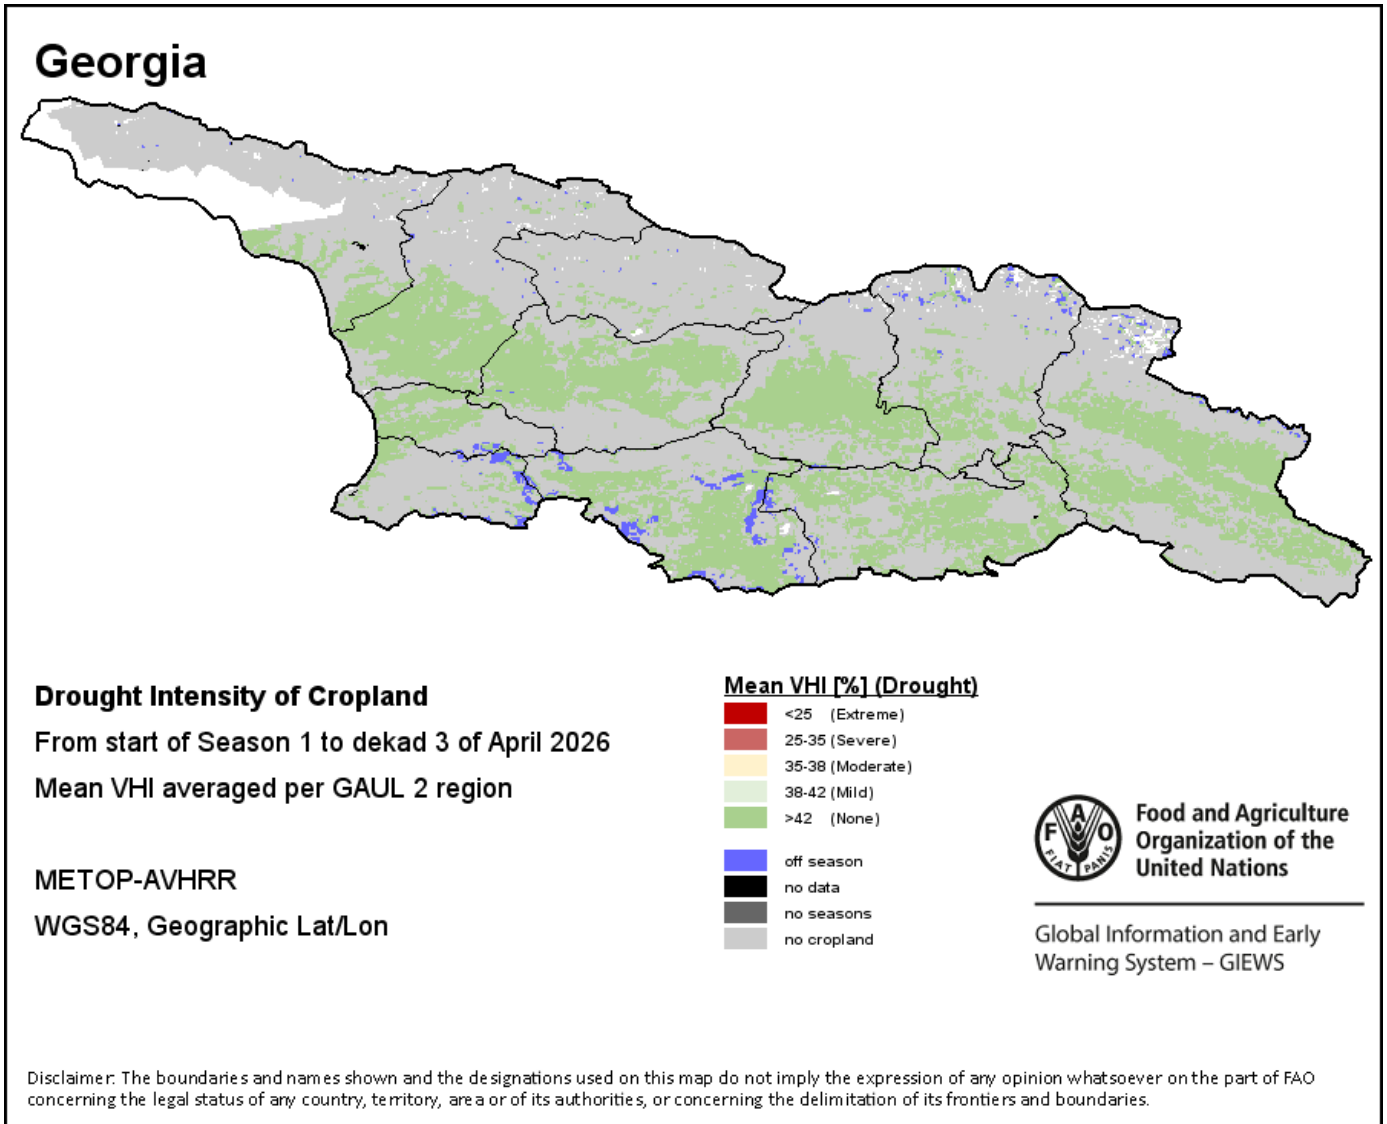 Georgia
Drought Intensity of Cropland
From start of Season 1 to dekad 3 of April 2026
Mean VHI averaged per GAUL 2 region
METOP-AVHRR
WGS84, Geographic Lat/Lon
Mean VHI [%] (Drought)
<25 (Extreme)
25-35 (Severe)
35-38 (Moderate)
38-42 (Mild)
>42 (None)
off season
no data
no seasons
no cropland
F A O
FIAT PANIS
Food and Agriculture
Organization of the
United Nations
Global Information and Early
Warning System – GIEWS
Disclaimer: The boundaries and names shown and the designations used on this map do not imply the expression of any opinion whatsoever on the part of FAO
concerning the legal status of any country, territory, area or of its authorities, or concerning the delimitation of its frontiers and boundaries.